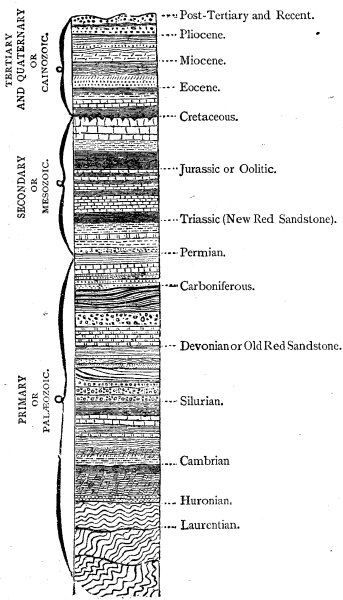 TERTIARY
AND QUATERNARY
OR
CAINOZOIC.
SECONDARY
OR
MESOZOIC.
PRIMARY
OR
PALÆOZOIC.
Post-Tertiary and Recent.
Pliocene.
Miocene.
Eocene.
Cretaceous.
Jurassic or Oolitic.
Triassic (New Red Sandstone).
Permian.
Carboniferous.
Devonian or Old Red Sandstone.
Silurian.
Cambrian
Huronian.
Laurentian.